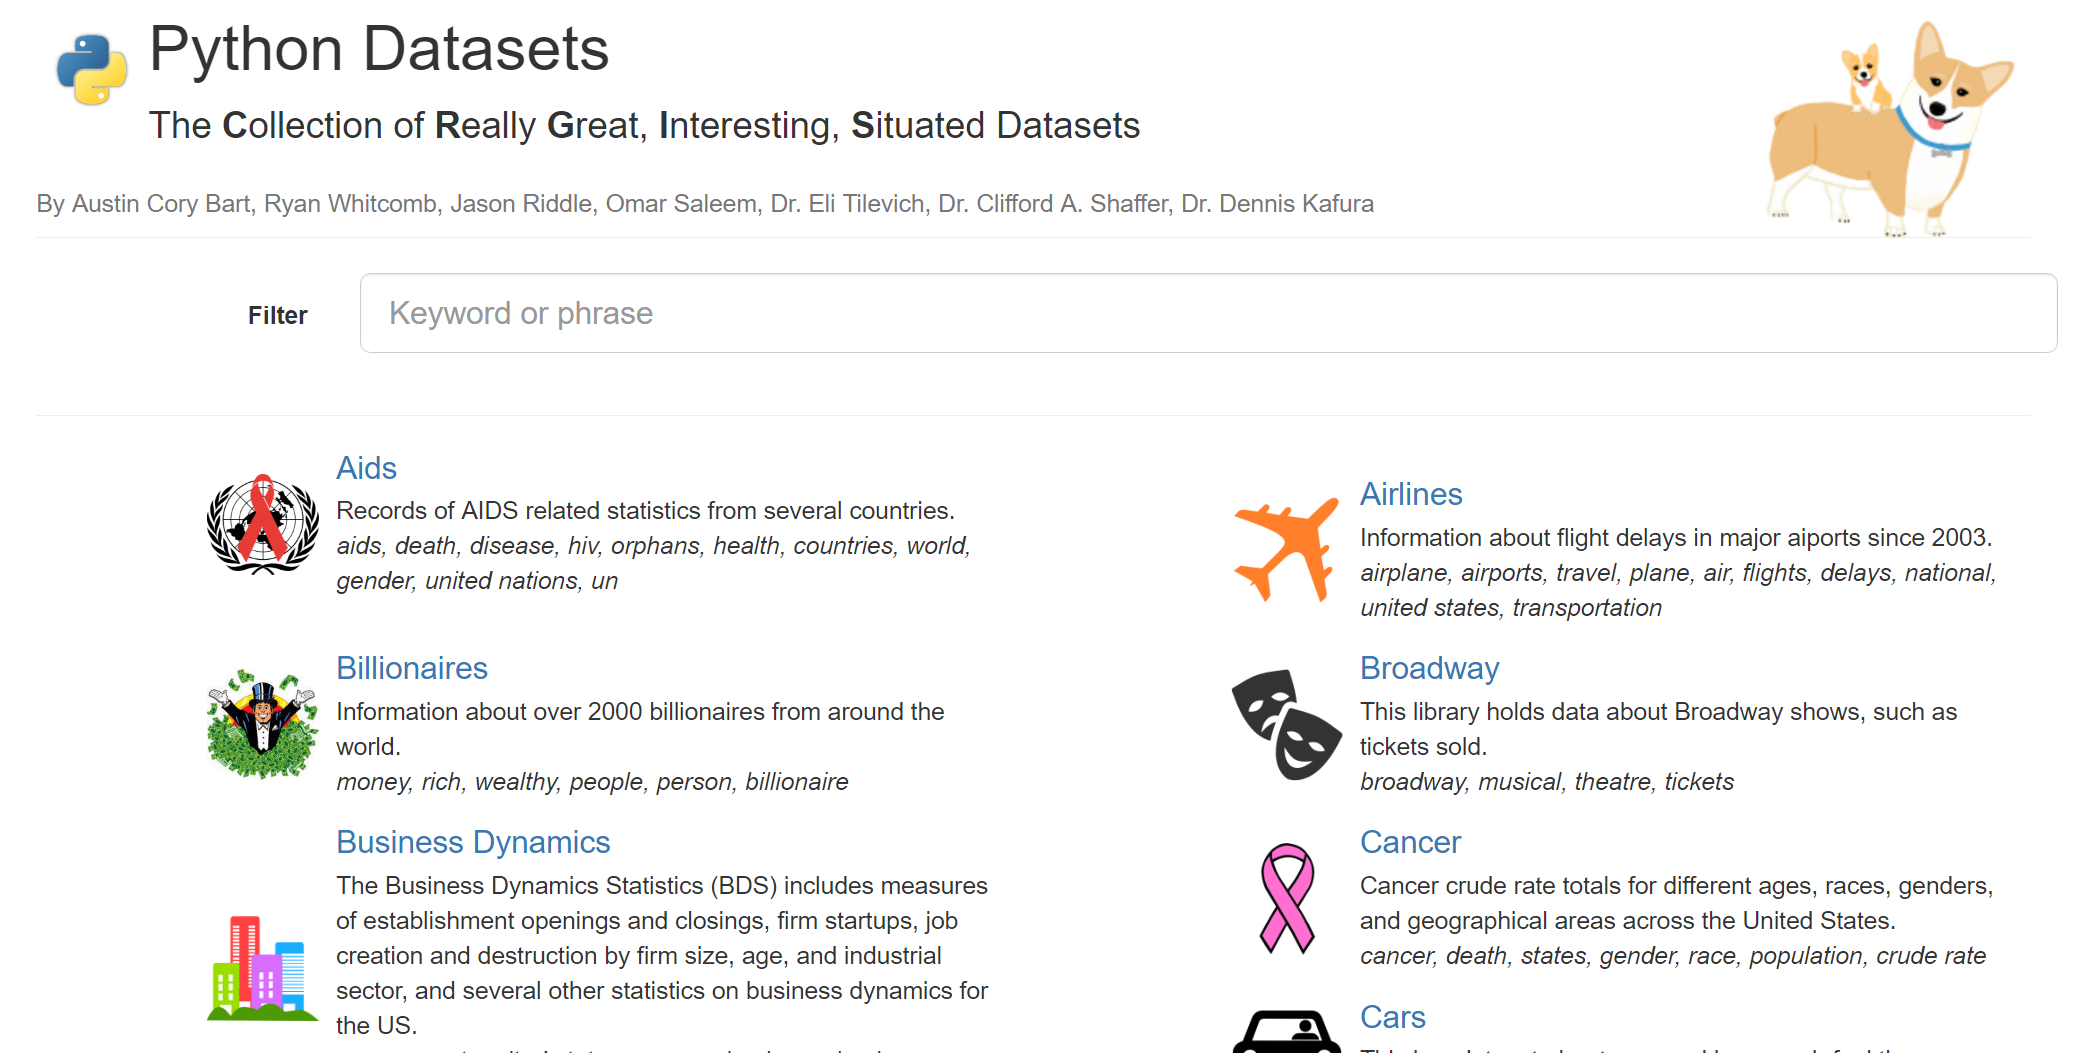 Python Datasets
The Collection of Really Great, Interesting, Situated Datasets
By Austin Cory Bart, Ryan Whitcomb, Jason Riddle, Omar Saleem, Dr. Eli Tilevich, Dr. Clifford A. Shaffer, Dr. Dennis Kafura
Filter
Keyword or phrase
Aids
Records of AIDS related statistics from several countries.
aids, death, disease, hiv, orphans, health, countries, world,
gender, united nations, un
Airlines
Information about flight delays in major aiports since 2003.
airplane, airports, travel, plane, air, flights, delays, national,
united states, transportation
Billionaires
Information about over 2000 billionaires from around the
world.
money, rich, wealthy, people, person, billionaire
Broadway
This library holds data about Broadway shows, such as
tickets sold.
broadway, musical, theatre, tickets
Business Dynamics
The Business Dynamics Statistics (BDS) includes measures
of establishment openings and closings, firm startups, job
creation and destruction by firm size, age, and industrial
sector, and several other statistics on business dynamics for
the US.
Cancer
Cancer crude rate totals for different ages, races, genders,
and geographical areas across the United States.
cancer, death, states, gender, race, population, crude rate
Cars